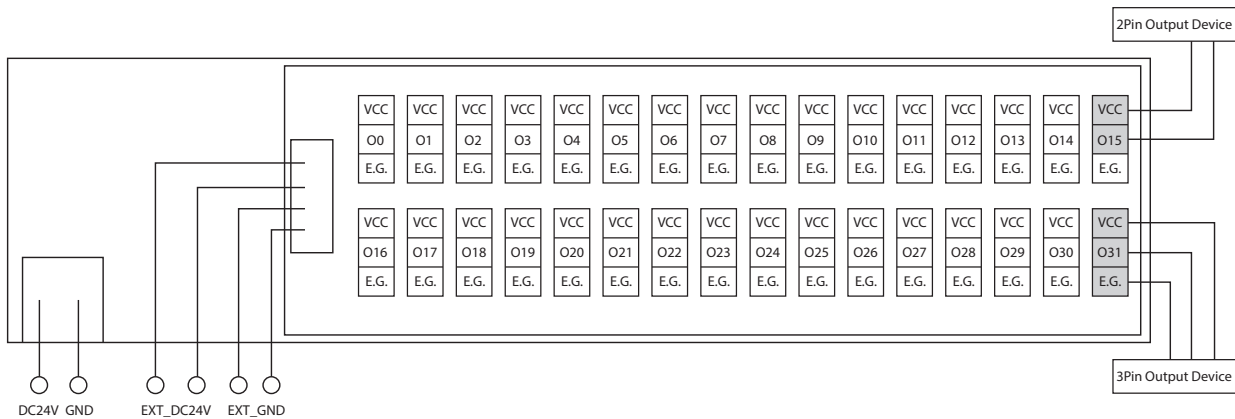 2Pin Output Device
VCC VCC VCC VCC VCC VCC VCC VCC VCC VCC VCC VCC VCC VCC VCC VCC
O0 O1 O2 O3 O4 O5 O6 O7 O8 O9 O10 O11 O12 O13 O14 O15
E.G. E.G. E.G. E.G. E.G. E.G. E.G. E.G. E.G. E.G. E.G. E.G. E.G. E.G. E.G. E.G.
VCC VCC VCC VCC VCC VCC VCC VCC VCC VCC VCC VCC VCC VCC VCC VCC
O16 O17 O18 O19 O20 O21 O22 O23 O24 O25 O26 O27 O28 O29 O30 O31
E.G. E.G. E.G. E.G. E.G. E.G. E.G. E.G. E.G. E.G. E.G. E.G. E.G. E.G. E.G. E.G.
3Pin Output Device
DC24V GND EXT_DC24V EXT_GND